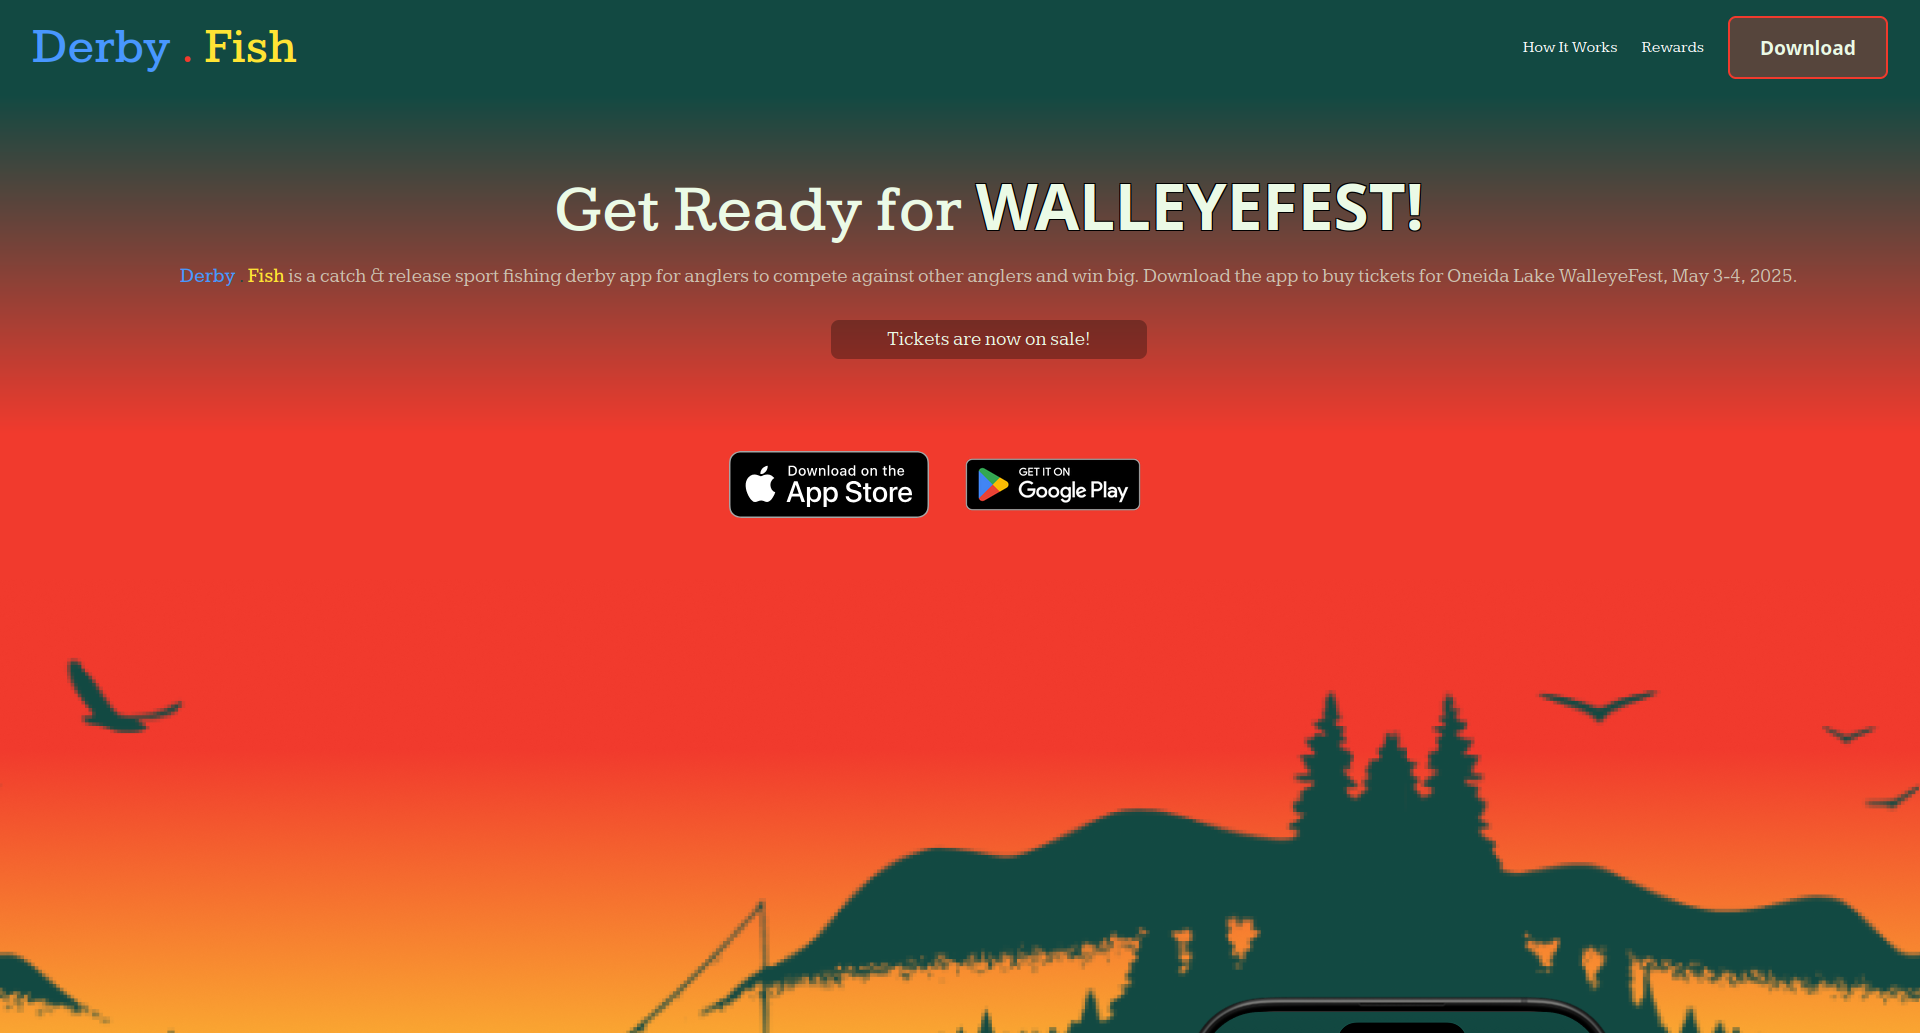 Derby . Fish
How It Works
Rewards
Download
Get Ready for WALLEYEFEST!
Derby . Fish is a catch & release sport fishing derby app for anglers to compete against other anglers and win big. Download the app to buy tickets for Oneida Lake WalleyeFest, May 3-4, 2025.
Tickets are now on sale!
Download on the
App Store
GET IT ON
Google Play